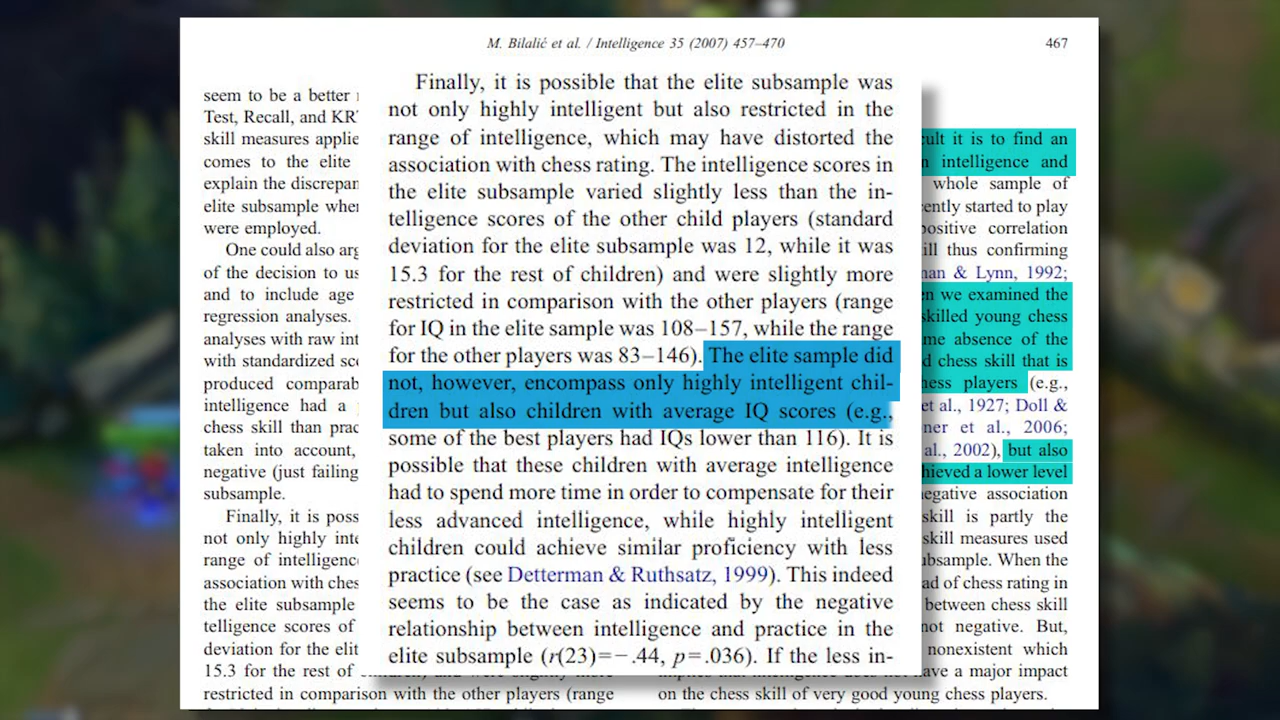 M. Bilalić et al. / Intelligence 35 (2007) 457–470
467
seem to be a better
Test, Recall, and KR
skill measures applie
comes to the elite
explain the discrepan
elite subsample whe
were employed.
One could also arg
of the decision to us
and to include age
regression analyses.
analyses with raw int
with standardized sco
produced comparab
intelligence had a
chess skill than prac
taken into account,
negative (just failing
subsample.
Finally, it is poss
not only highly inte
range of intelligenc
association with ches
the elite subsample
telligence scores of
deviation for the elit
15.3 for the rest of
restricted in comparison with the other players (range
Finally, it is possible that the elite subsample was
not only highly intelligent but also restricted in the
range of intelligence, which may have distorted the
association with chess rating. The intelligence scores in
the elite subsample varied slightly less than the in-
telligence scores of the other child players (standard
deviation for the elite subsample was 12, while it was
15.3 for the rest of children) and were slightly more
restricted in comparison with the other players (range
for IQ in the elite sample was 108–157, while the range
for the other players was 83–146). The elite sample did
not, however, encompass only highly intelligent chil-
dren but also children with average IQ scores (e.g.,
some of the best players had IQs lower than 116). It is
possible that these children with average intelligence
had to spend more time in order to compensate for their
less advanced intelligence, while highly intelligent
children could achieve similar proficiency with less
practice (see Detterman & Ruthsatz, 1999). This indeed
seems to be the case as indicated by the negative
relationship between intelligence and practice in the
elite subsample (r(23)=−.44, p=.036). If the less in-
cult it is to find an
n intelligence and
whole sample of
ently started to play
positive correlation
ill thus confirming
nan & Lynn, 1992;
en we examined the
skilled young chess
me absence of the
d chess skill that is
hess players (e.g.,
et al., 1927; Doll &
ner et al., 2006;
al., 2002), but also
hieved a lower level
egative association
skill is partly the
skill measures used
ubsample. When the
ad of chess rating in
between chess skill
not negative. But,
nonexistent which
have a major impact
on the chess skill of very good young chess players.